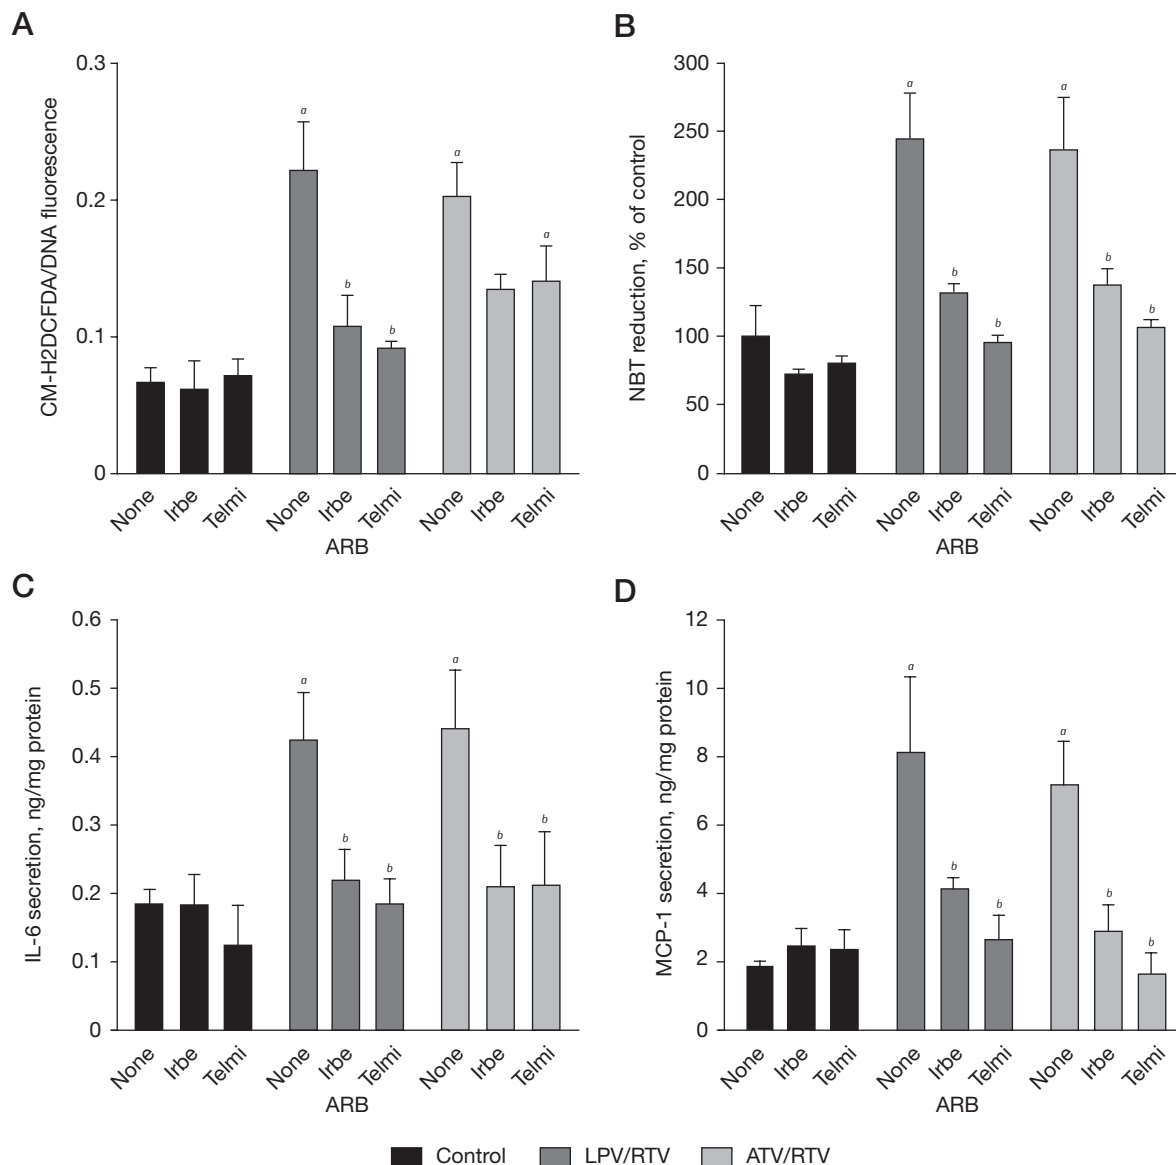 A
CM-H2DCFDA/DNA fluorescence
0.3
0.2
0.1
0
a
b
b
a
a
None Irbe Telmi None Irbe Telmi None Irbe Telmi
ARB
B
NBT reduction, % of control
300
250
200
150
100
50
0
a
b
b
a
b
b
None Irbe Telmi None Irbe Telmi None Irbe Telmi
ARB
C
IL-6 secretion, ng/mg protein
0.6
0.5
0.4
0.3
0.2
0.1
0
a
b
b
a
b
b
None Irbe Telmi None Irbe Telmi None Irbe Telmi
ARB
D
MCP-1 secretion, ng/mg protein
12
10
8
6
4
2
0
a
b
b
a
b
b
None Irbe Telmi None Irbe Telmi None Irbe Telmi
ARB
Control LPV/RTV ATV/RTV